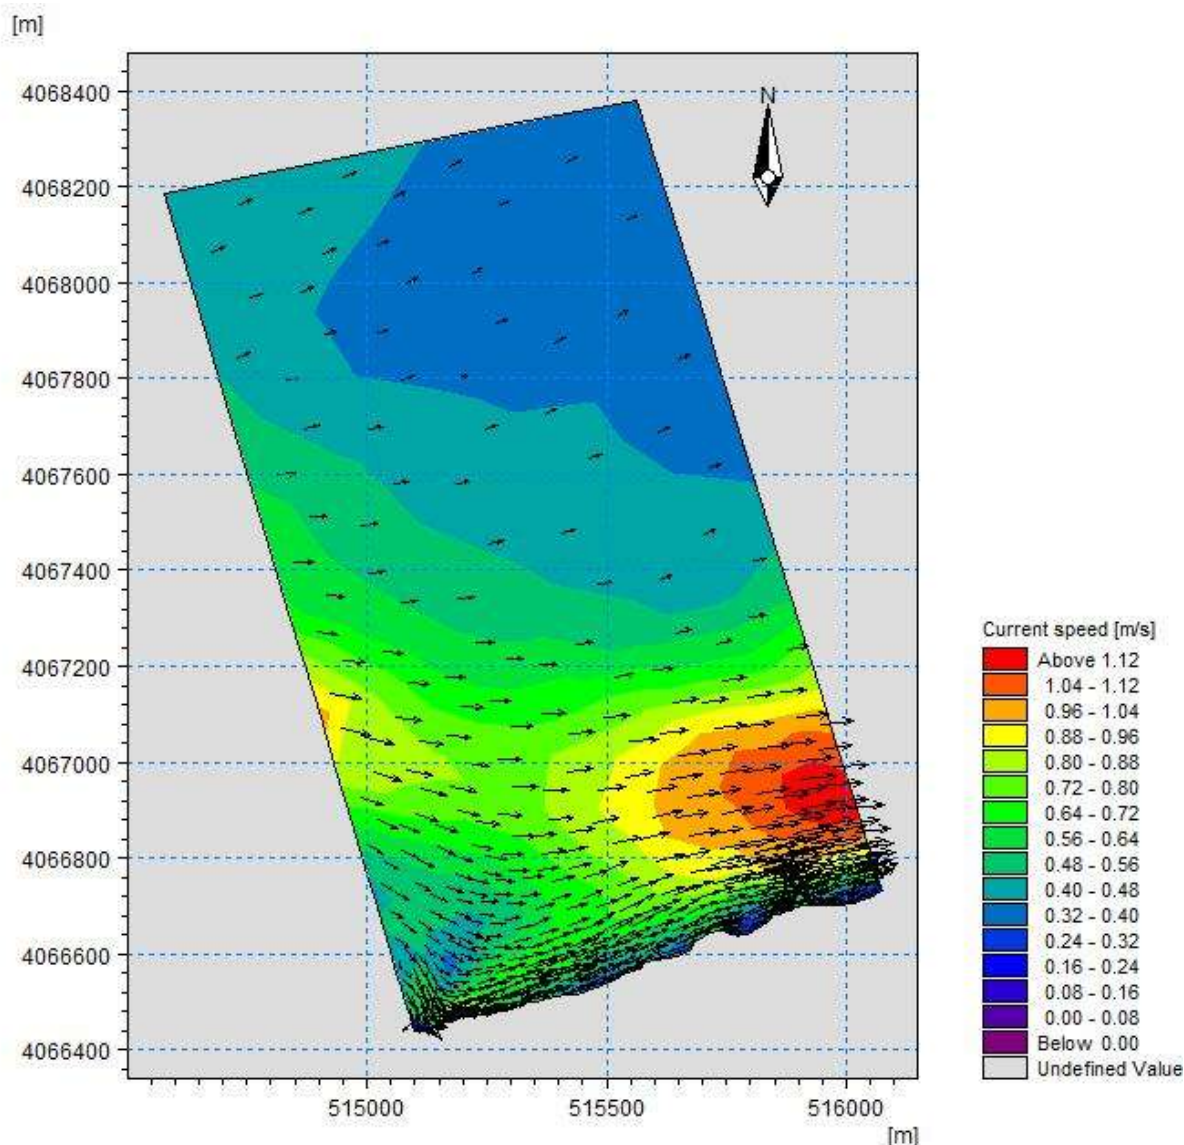 [m]
N
4068400
4068200
4068000
4067800
4067600
4067400
4067200
4067000
4066800
4066600
4066400
515000
515500
516000
[m]
Current speed [m/s]
Above 1.12
1.04 - 1.12
0.96 - 1.04
0.88 - 0.96
0.80 - 0.88
0.72 - 0.80
0.64 - 0.72
0.56 - 0.64
0.48 - 0.56
0.40 - 0.48
0.32 - 0.40
0.24 - 0.32
0.16 - 0.24
0.08 - 0.16
0.00 - 0.08
Below 0.00
Undefined Value